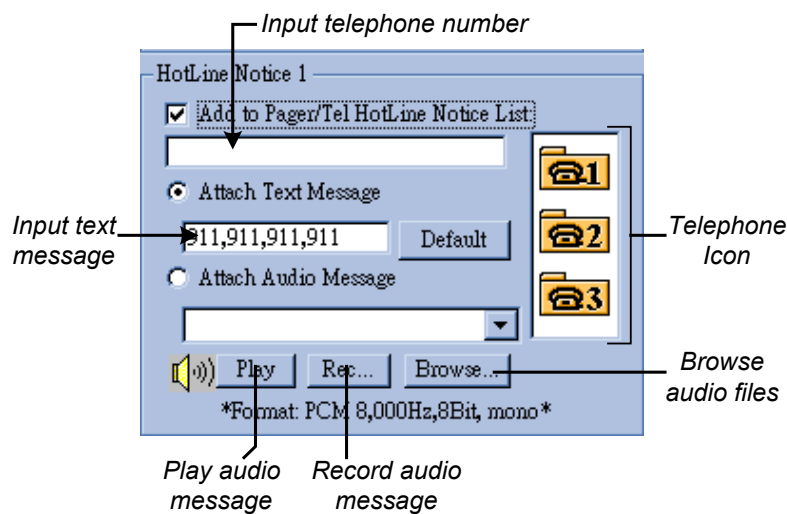 Input telephone number
HotLine Notice 1
Add to Pager/Tel HotLine Notice List:
1
Attach Text Message
Input text
message
911,911,911,911
Default
2
Telephone
Icon
Attach Audio Message
3
Play
Rec...
Browse...
Browse
audio files
*Format: PCM 8,000Hz,8Bit, mono*
Play audio
message
Record audio
message